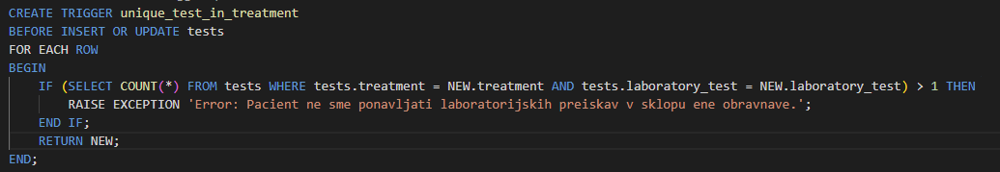 CREATE TRIGGER unique_test_in_treatment
BEFORE INSERT OR UPDATE tests
FOR EACH ROW
BEGIN
    IF (SELECT COUNT(*) FROM tests WHERE tests.treatment = NEW.treatment AND tests.laboratory_test = NEW.laboratory_test) > 1 THEN
        RAISE EXCEPTION 'Error: Pacient ne sme ponavljati laboratorijskih preiskav v sklopu ene obravnave.';
    END IF;
    RETURN NEW;
END;